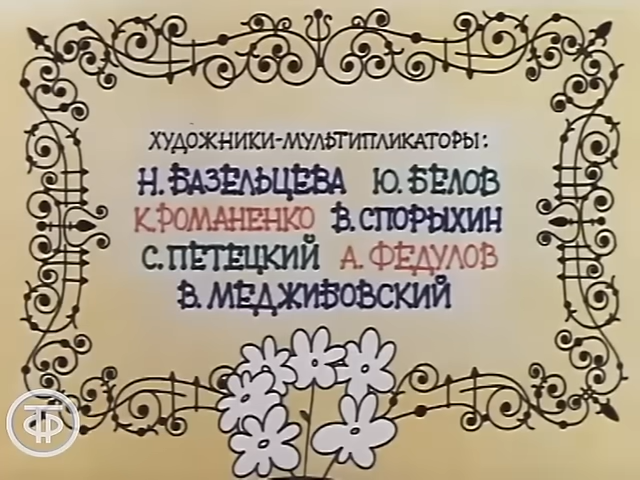 ХУДОЖНИКИ-МУЛЬТИПЛИКАТОРЫ:
Н. БАЗЕЛЬЦЕВА Ю. БЕЛОВ
К. РОМАНЕНКО В. СПОРЫХИН
С. ПЕТЕЦКИЙ А. ФЕДУЛОВ
В. МЕДЖИБОВСКИЙ